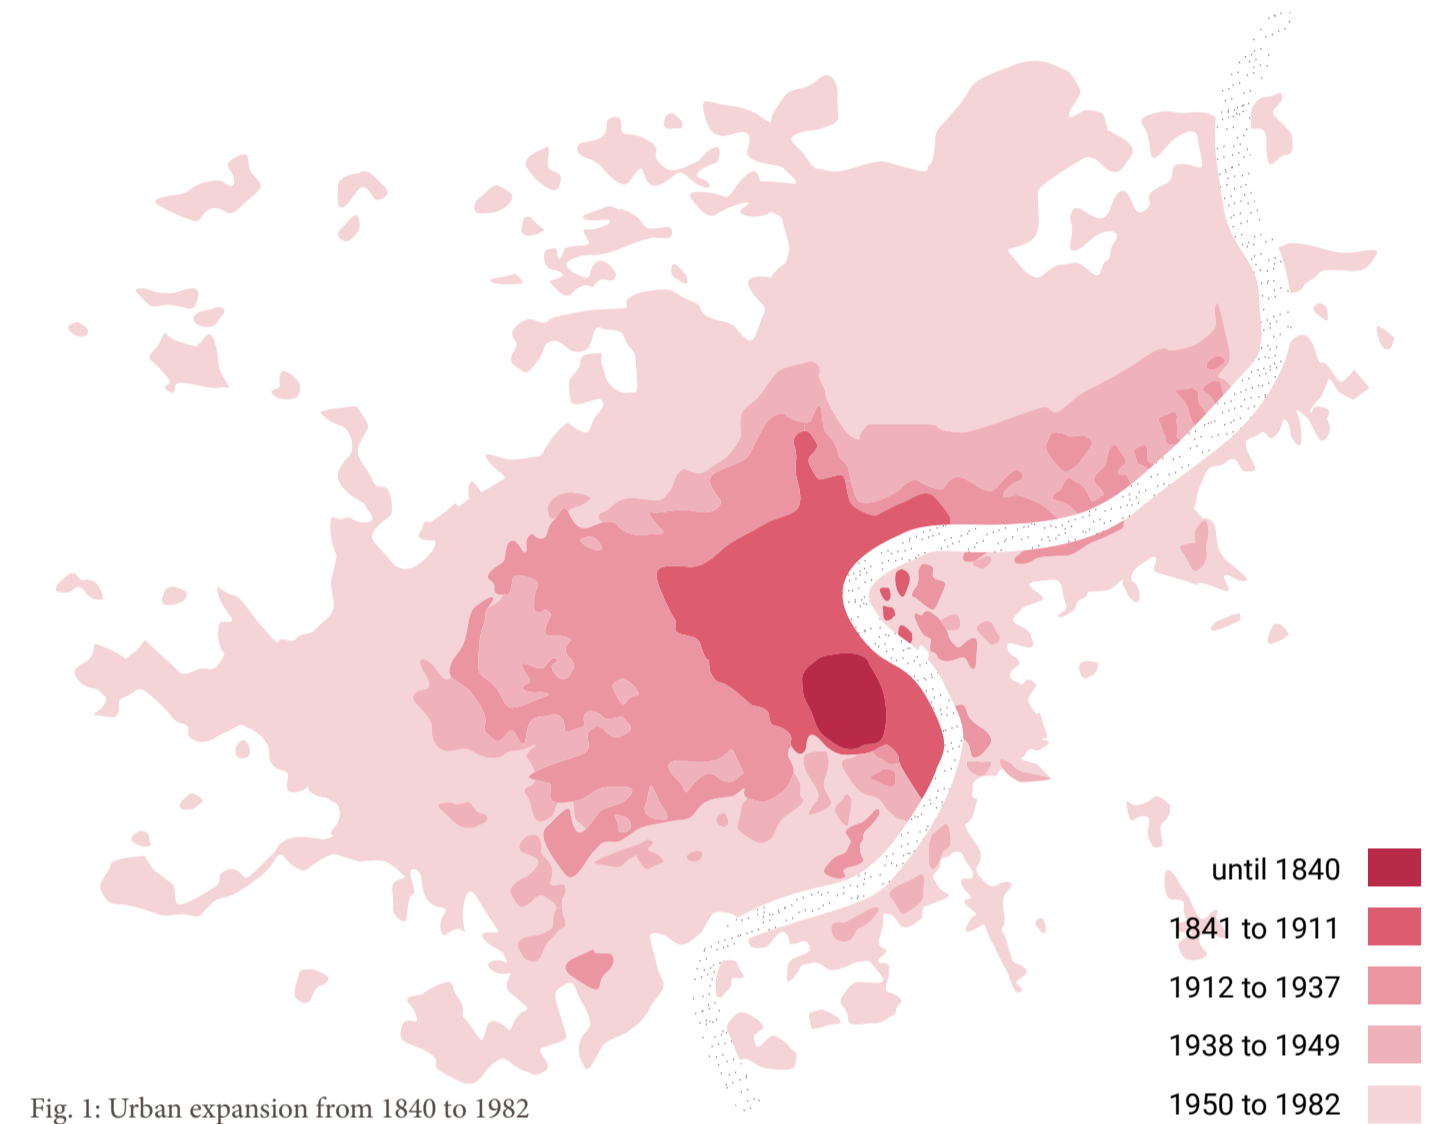 until 1840
1841 to 1911
1912 to 1937
1938 to 1949
1950 to 1982
Fig. 1: Urban expansion from 1840 to 1982